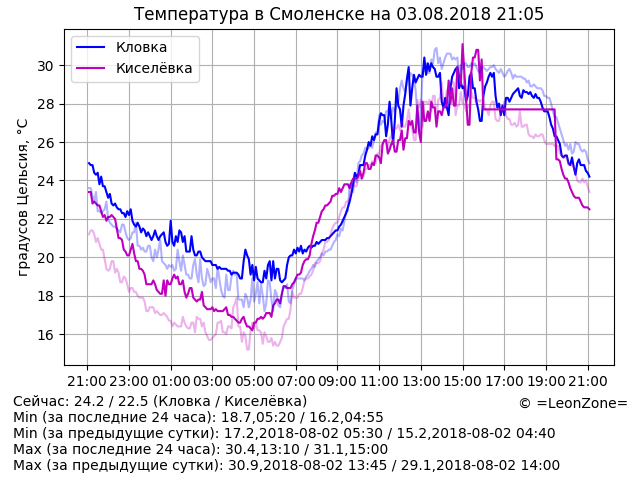 Температура в Смоленске на 03.08.2018 21:05
Кловка
Киселёвка
градусов Цельсия, °C
30
28
26
24
22
20
18
16
21:00 23:00 01:00 03:00 05:00 07:00 09:00 11:00 13:00 15:00 17:00 19:00 21:00
Сейчас: 24.2 / 22.5 (Кловка / Киселёвка)
© =LeonZone=
Min (за последние 24 часа): 18.7,05:20 / 16.2,04:55
Min (за предыдущие сутки): 17.2,2018-08-02 05:30 / 15.2,2018-08-02 04:40
Max (за последние 24 часа): 30.4,13:10 / 31.1,15:00
Max (за предыдущие сутки): 30.9,2018-08-02 13:45 / 29.1,2018-08-02 14:00